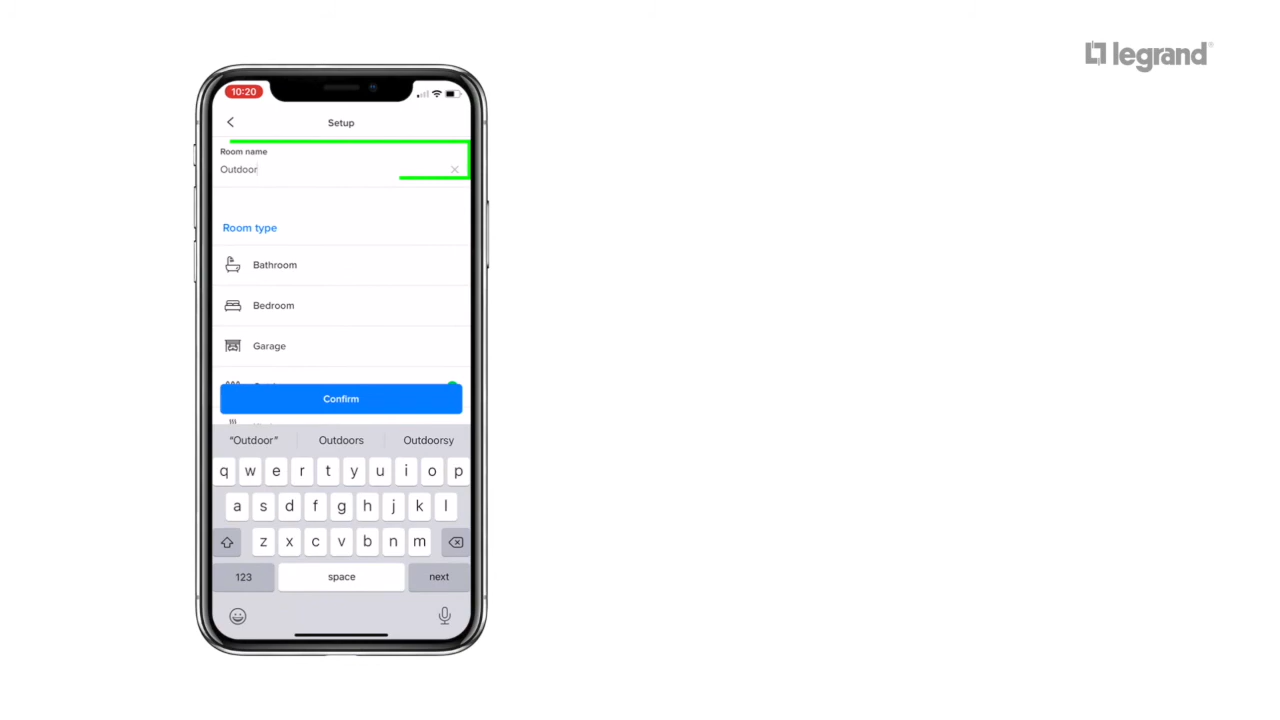 legrand®
10:20
Setup
Room name
Outdoor
Room type
Bathroom
Bedroom
Garage
Confirm
“Outdoor” Outdoors Outdoorsy
q w e r t y u i o p
a s d f g h j k l
z x c v b n m
123 space next